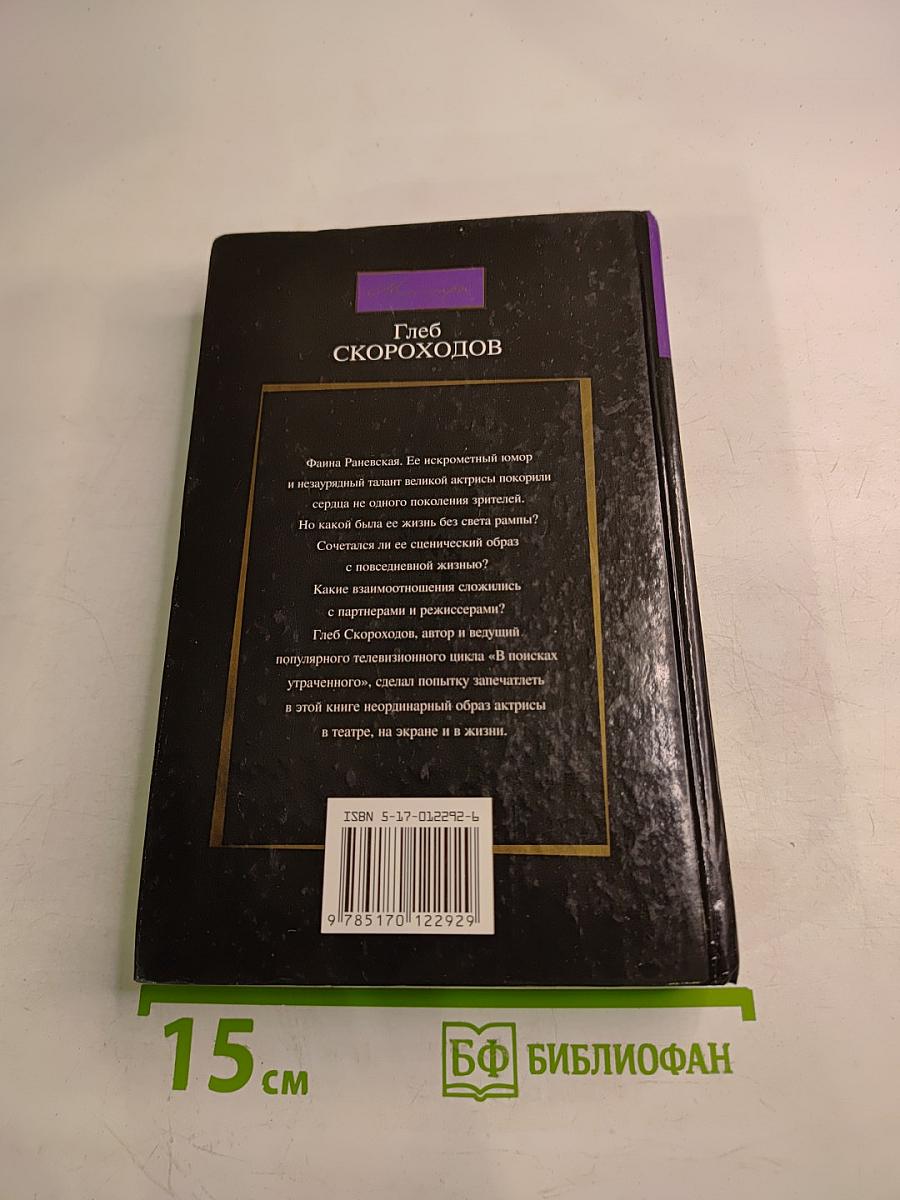 Глеб
СКОРОХОДОВ
Фаина Раневская. Ее искрометный юмор
и незаурядный талант великой актрисы покорили
сердца не одного поколения зрителей.
Но какой была ее жизнь без света рампы?
Сочетался ли ее сценический образ
с повседневной жизнью?
Какие взаимоотношения сложились
с партнерами и режиссерами?
Глеб Скороходов, автор и ведущий
популярного телевизионного цикла «В поисках
утраченного», сделал попытку запечатлеть
в этой книге неординарный образ актрисы
в театре, на экране и в жизни.
ISBN 5-17-012292-6
9 785170 122929
15 см
БФ БИБЛИОФАН